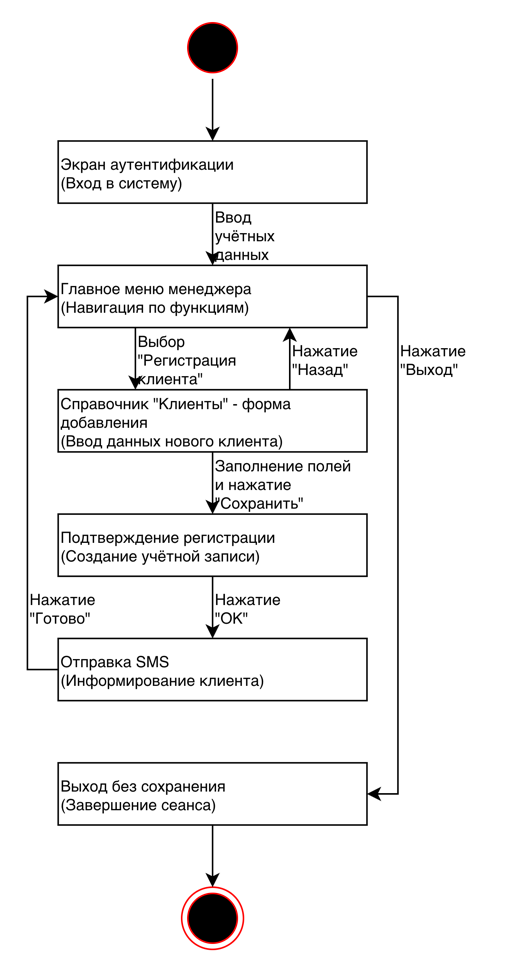 Экран аутентификации
(Вход в систему)
Ввод
учётных
данных
Главное меню менеджера
(Навигация по функциям)
Выбор
"Регистрация
клиента"
Нажатие
"Назад"
Нажатие
"Выход"
Справочник "Клиенты" - форма
добавления
(Ввод данных нового клиента)
Заполнение полей
и нажатие
"Сохранить"
Подтверждение регистрации
(Создание учётной записи)
Нажатие
"Готово"
Нажатие
"ОК"
Отправка SMS
(Информирование клиента)
Выход без сохранения
(Завершение сеанса)